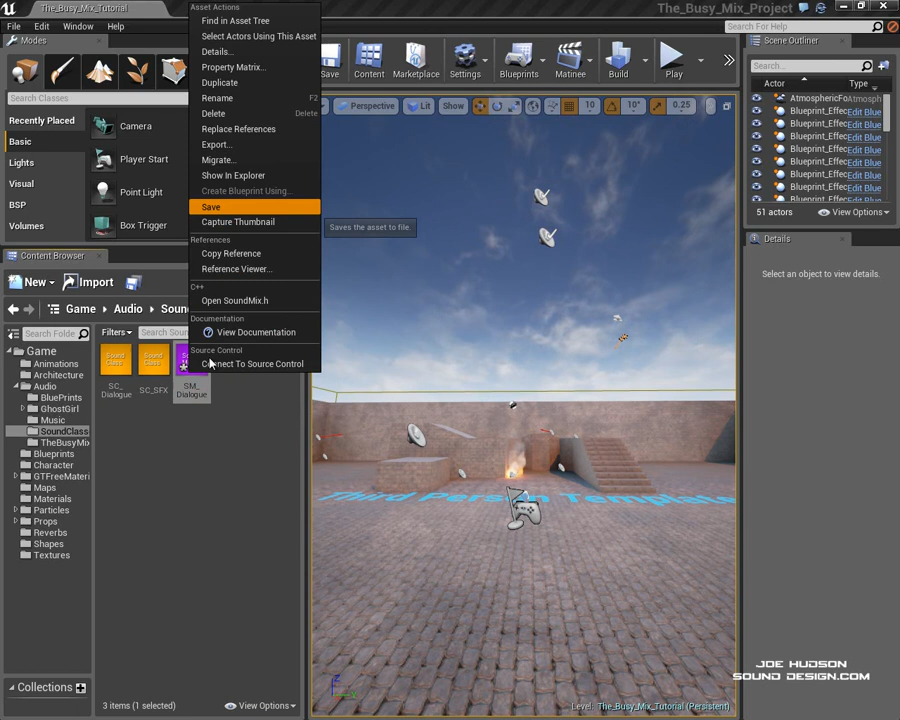 The_Busy_Mix_Tutorial
The_Busy_Mix_Project
File Edit Window Help
Search For Help
Modes
Search Classes
Recently Placed
Basic
Lights
Visual
BSP
Volumes
Camera
Player Start
Point Light
Box Trigger
Asset Actions
Find in Asset Tree
Select Actors Using This Asset
Details...
Property Matrix...
Duplicate
Rename F2
Delete Delete
Replace References
Export...
Migrate...
Show In Explorer
Create Blueprint Using...
Save
Capture Thumbnail
References
Copy Reference
Reference Viewer...
C++
Open SoundMix.h
Documentation
View Documentation
Source Control
Connect To Source Control
Saves the asset to file.
Save Content Marketplace Settings Blueprints Matinee Build Play
Perspective Lit Show 10 10° 0.25
Third Person Template
Level: The_Busy_Mix_Tutorial (Persistent)
Scene Outliner
Search...
Actor Type
AtmosphericFo Atmosph
Blueprint_Effec Edit Blue
Blueprint_Effec Edit Blue
Blueprint_Effec Edit Blue
Blueprint_Effec Edit Blue
Blueprint_Effec Edit Blue
Blueprint_Effec Edit Blue
Blueprint_Effec Edit Blue
51 actors View Options
Details
Select an object to view details.
Content Browser
New Import
Game Audio Soun
Search Folde
Filters Search Soun
Game
Animations
Architecture
Audio
BluePrints
GhostGirl
Music
SoundClass
TheBusyMix
Blueprints
Character
GTFreeMateri
Maps
Materials
Particles
Props
Reverbs
Shapes
Textures
Sound Class
SC_Dialogue
Sound Class
SC_SFX
SM_Dialogue
Collections
3 items (1 selected) View Options
JOE HUDSON
SOUND DESIGN.COM